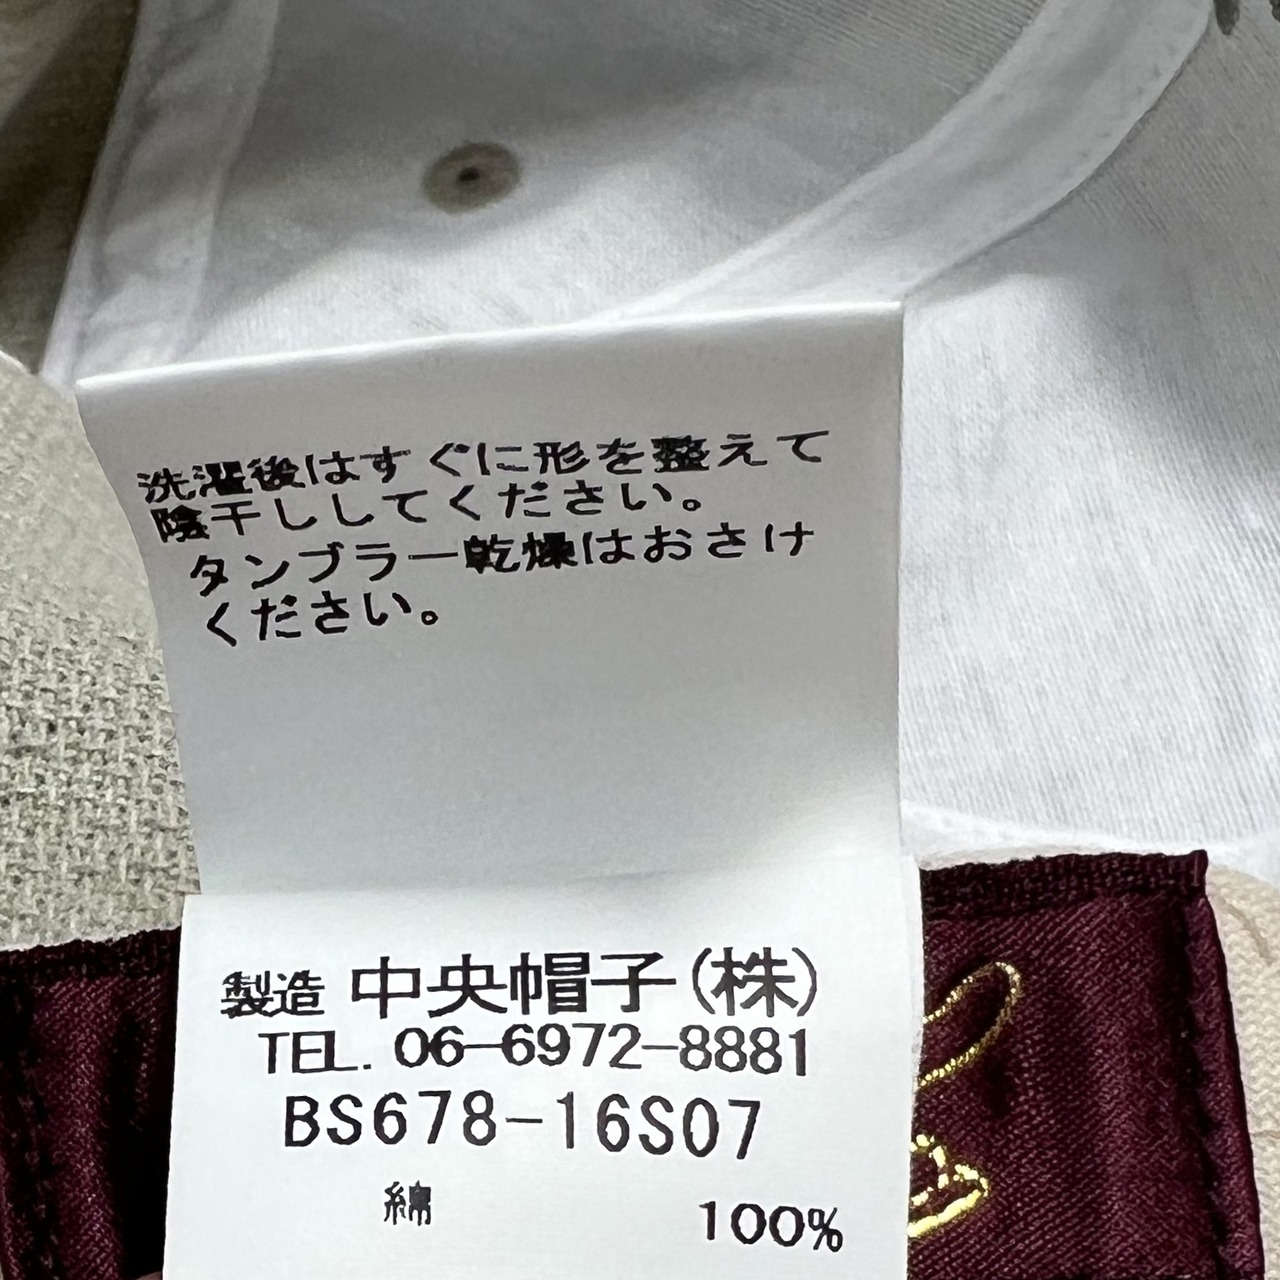 洗濯後はすぐに形を整えて
陰干ししてください。
タンブラー乾燥はおさけ
ください。
製造 中央帽子(株)
TEL. 06-6972-8881
BS678-16S07
綿 100%